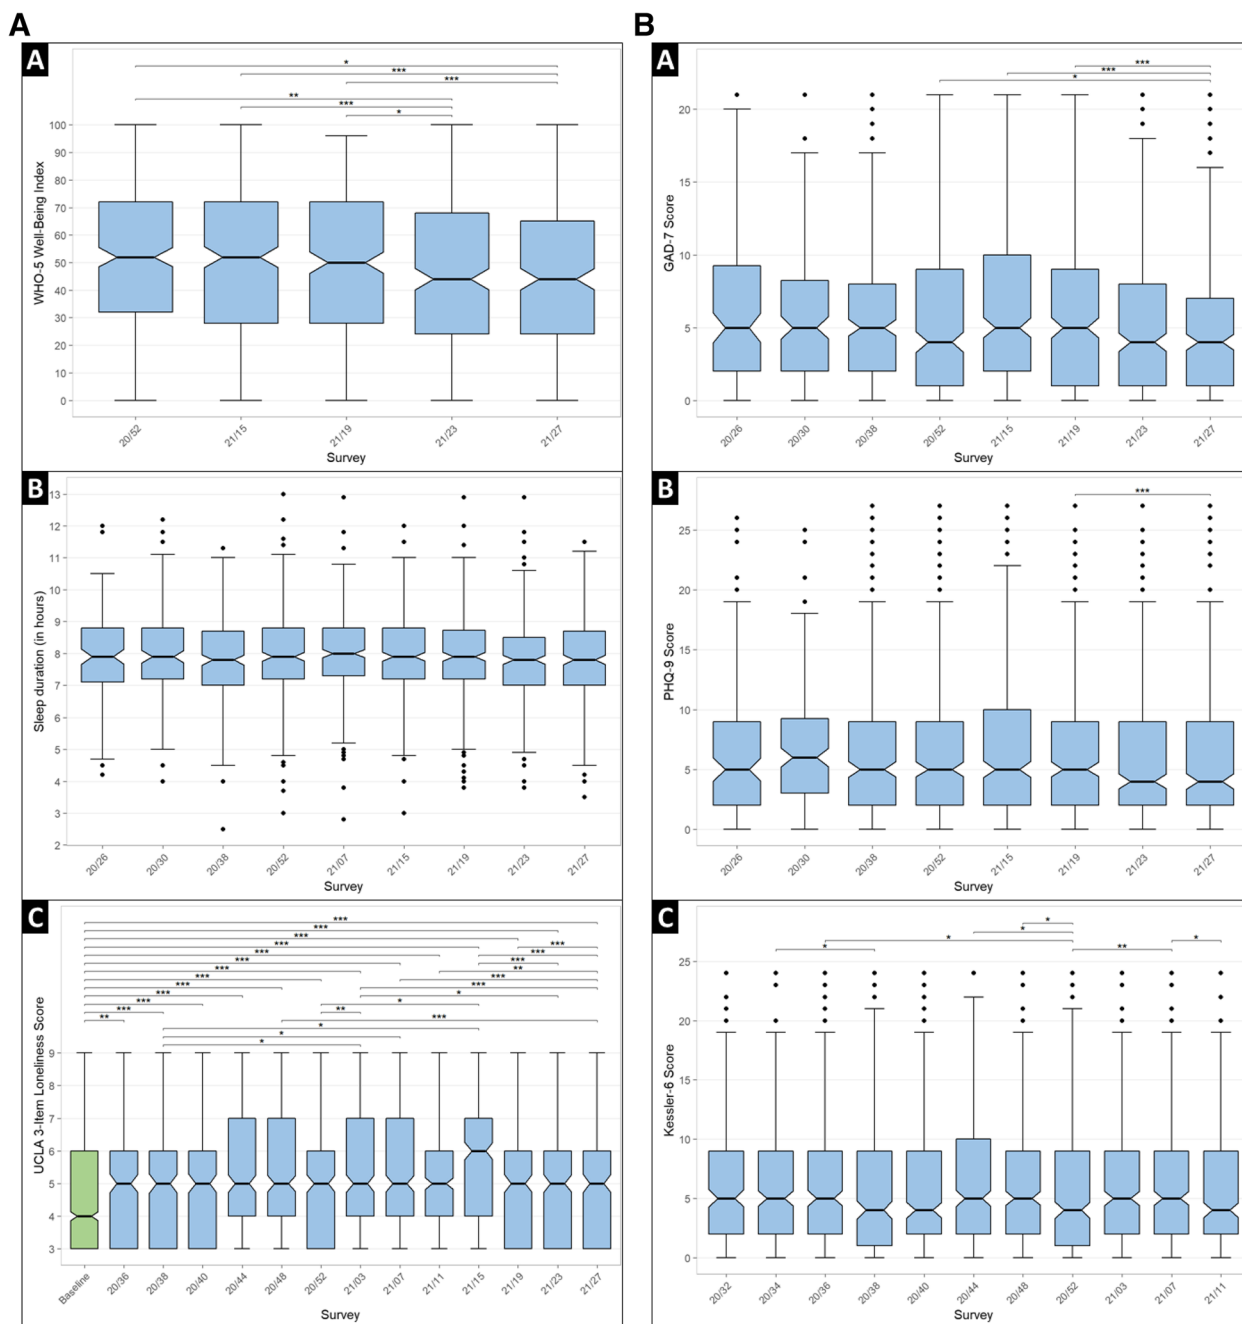 A
A
WHO-5 Well-Being Index
* *** ***
** *** *
100
90
80
70
60
50
40
30
20
10
0
20/52 21/15 21/19 21/23 21/27
Survey
B
Sleep duration (in hours)
13
12
11
10
9
8
7
6
5
4
3
2
20/26 20/30 20/38 20/52 21/07 21/15 21/19 21/23 21/27
Survey
C
UCLA 3-Item Loneliness Score
***
***
***
*** ***
*** ***
*** ***
*** **
*** ***
*** ***
*** *
*** *
*** **
** ***
*
*
*
9
8
7
6
5
4
3
Baseline 20/36 20/38 20/40 20/44 20/48 20/52 21/03 21/07 21/11 21/15 21/19 21/23 21/27
Survey
B
A
GAD-7 Score
***
***
*
20
15
10
5
0
20/26 20/30 20/38 20/52 21/15 21/19 21/23 21/27
Survey
B
PHQ-9 Score
***
25
20
15
10
5
0
20/26 20/30 20/38 20/52 21/15 21/19 21/23 21/27
Survey
C
Kessler-6 Score
*
*
* *
* **
25
20
15
10
5
0
20/32 20/34 20/36 20/38 20/40 20/44 20/48 20/52 21/03 21/07 21/11
Survey